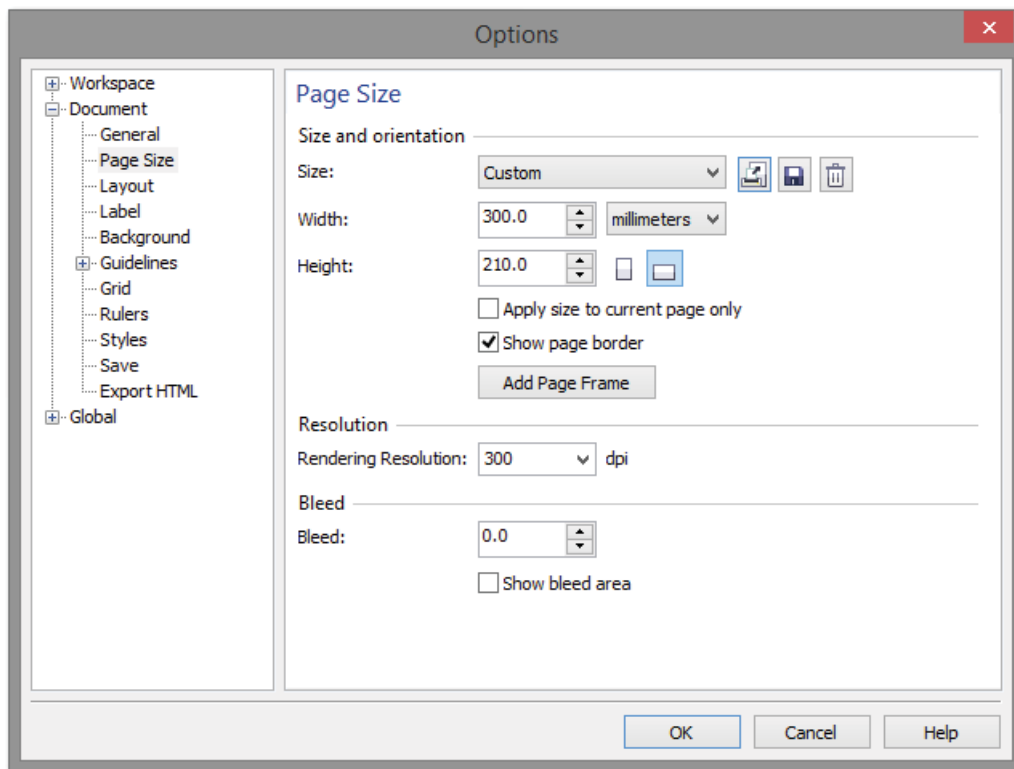 Options
Workspace
Document
General
Page Size
Layout
Label
Background
Guidelines
Grid
Rulers
Styles
Save
Export HTML
Global
Page Size
Size and orientation
Size: Custom
Width: 300.0 millimeters
Height: 210.0
Apply size to current page only
Show page border
Add Page Frame
Resolution
Rendering Resolution: 300 dpi
Bleed
Bleed: 0.0
Show bleed area
OK Cancel Help